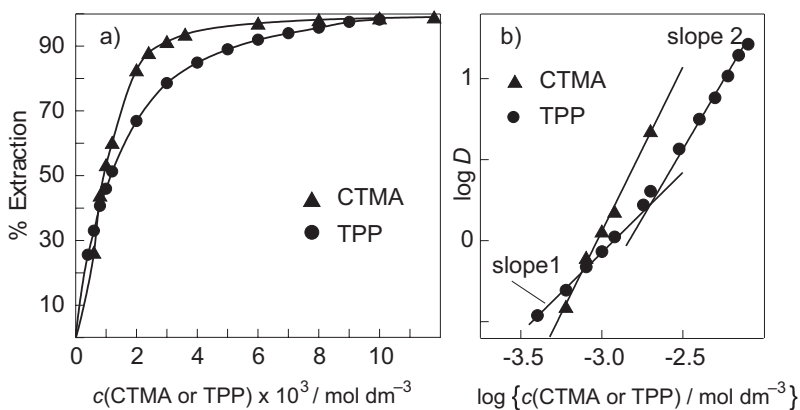 a)
% Extraction
90
70
50
30
10
CTMA
TPP
0 2 4 6 8 10
c(CTMA or TPP) x 10³ / mol dm⁻³
b)
slope 2
CTMA
TPP
log D
1
0
slope1
-3.5 -3.0 -2.5
log {c(CTMA or TPP) / mol dm⁻³}